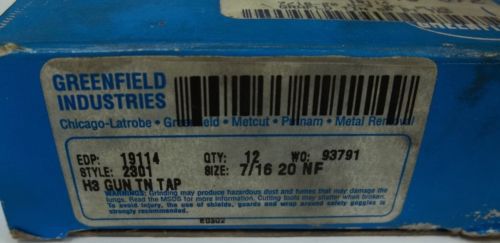 GREENFIELD
INDUSTRIES
Chicago-Latrobe • Greenfield • Metcut • Putnam • Metal Removal
EDP: 19114 QTY: 12 WO: 93791
STYLE: 2301 SIZE: 7/16 20 NF
H3 GUN TN TAP
WARNINGS: Grinding may produce hazardous dust and fumes that may damage the
lungs. Read the MSDS for more information. Cutting tools may shatter when broken.
To avoid injury, the use of shields, guards and wrap around safety goggles is
strongly recommended.
E0302